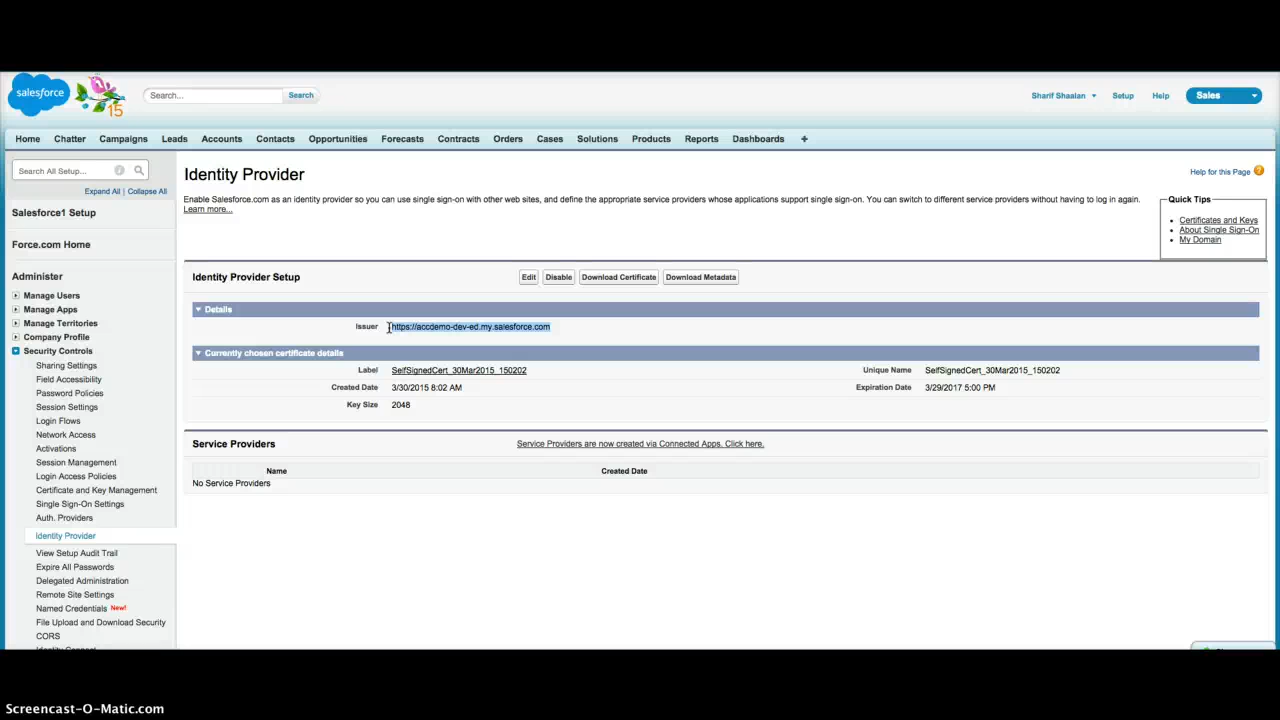 salesforce
15
Search...
Search
Sharif Shaalan
Setup
Help
Sales
Home Chatter Campaigns Leads Accounts Contacts Opportunities Forecasts Contracts Orders Cases Solutions Products Reports Dashboards +
Search All Setup...
Expand All | Collapse All
Salesforce1 Setup
Force.com Home
Administer
Manage Users
Manage Apps
Manage Territories
Company Profile
Security Controls
Sharing Settings
Field Accessibility
Password Policies
Session Settings
Login Flows
Network Access
Activations
Session Management
Login Access Policies
Certificate and Key Management
Single Sign-On Settings
Auth. Providers
Identity Provider
View Setup Audit Trail
Expire All Passwords
Delegated Administration
Remote Site Settings
Named Credentials New!
File Upload and Download Security
CORS
Identity Provider
Help for this Page ?
Enable Salesforce.com as an identity provider so you can use single sign-on with other web sites, and define the appropriate service providers whose applications support single sign-on. You can switch to different service providers without having to log in again.
Learn more...
Quick Tips
Certificates and Keys
About Single Sign-On
My Domain
Identity Provider Setup
Edit
Disable
Download Certificate
Download Metadata
Details
Issuer https://accdemo-dev-ed.my.salesforce.com
Currently chosen certificate details
Label SelfSignedCert_30Mar2015_150202 Unique Name SelfSignedCert_30Mar2015_150202
Created Date 3/30/2015 8:02 AM Expiration Date 3/29/2017 5:00 PM
Key Size 2048
Service Providers Service Providers are now created via Connected Apps. Click here.
Name Created Date
No Service Providers
Screencast-O-Matic.com